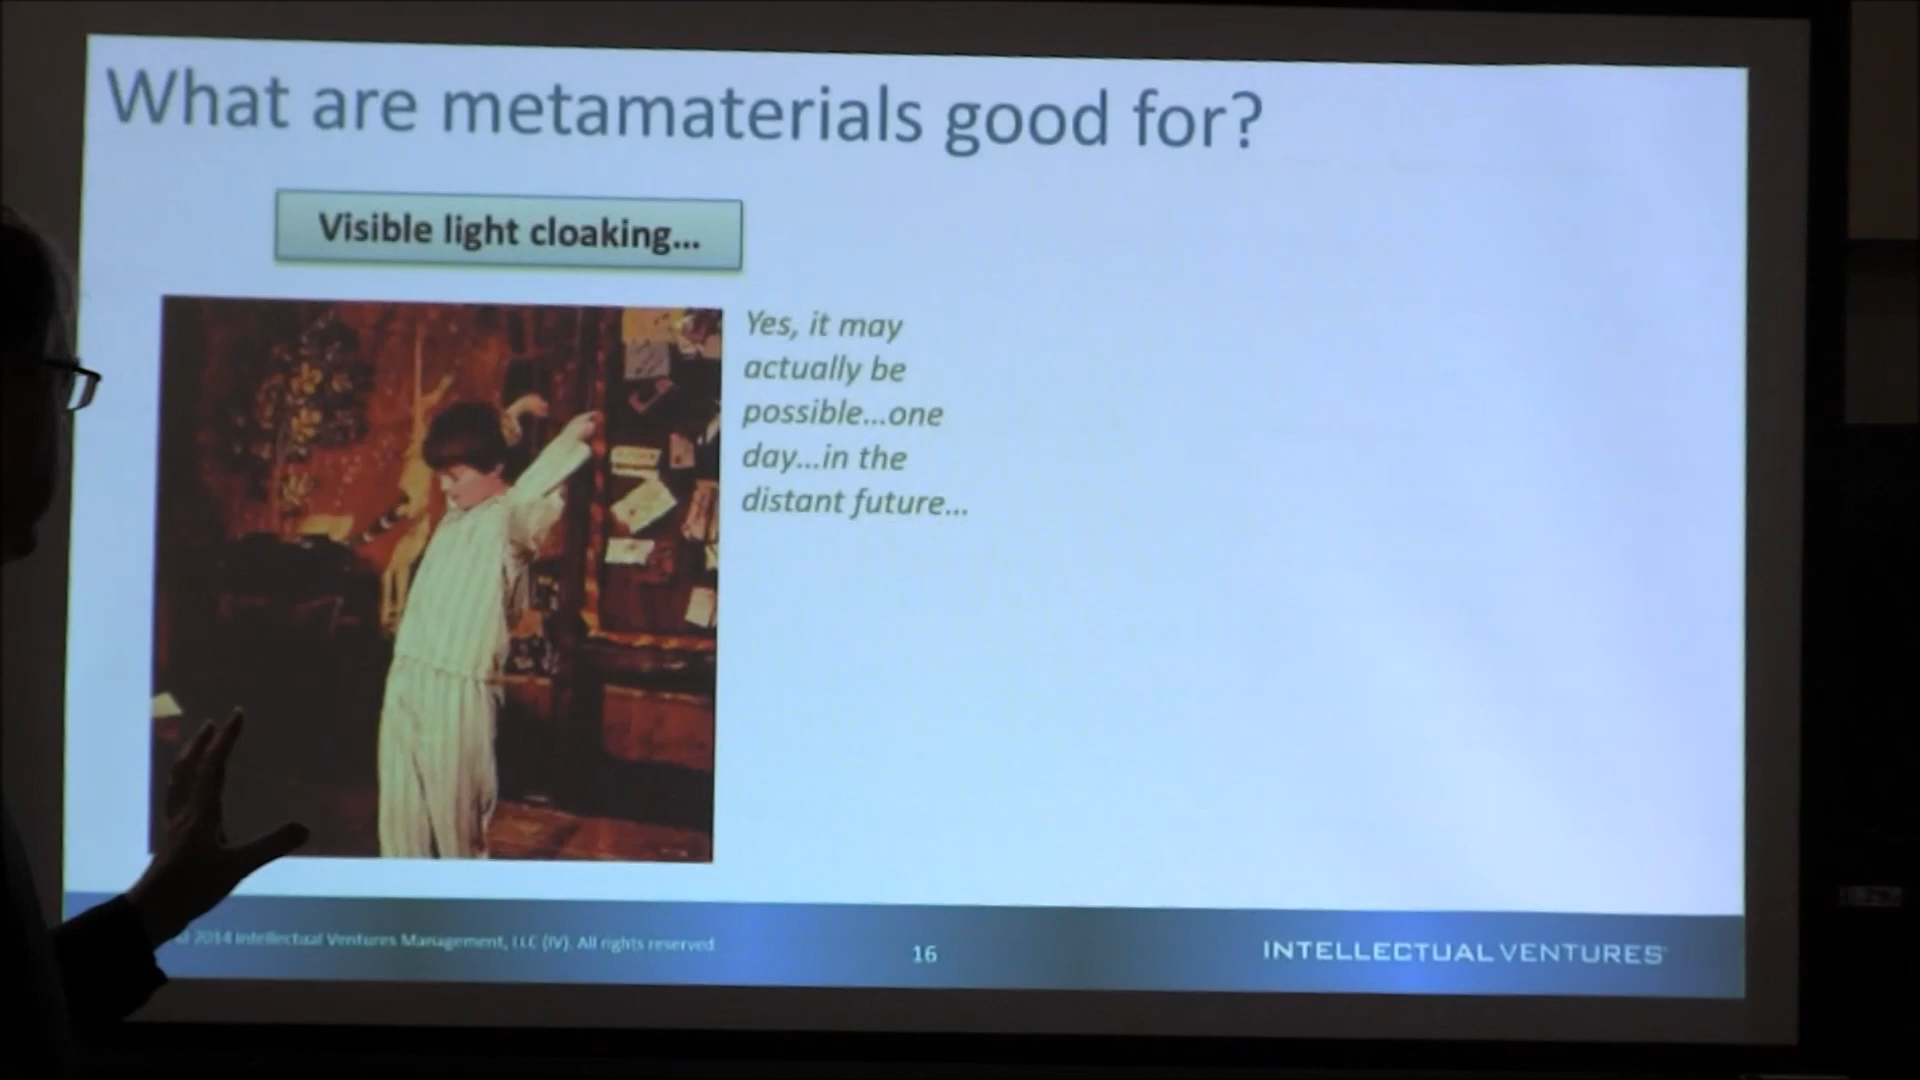 What are metamaterials good for?
Visible light cloaking...
Yes, it may
actually be
possible...one
day...in the
distant future...
2014 Intellectual Ventures Management, LLC (IV). All rights reserved.
16
INTELLECTUAL VENTURES